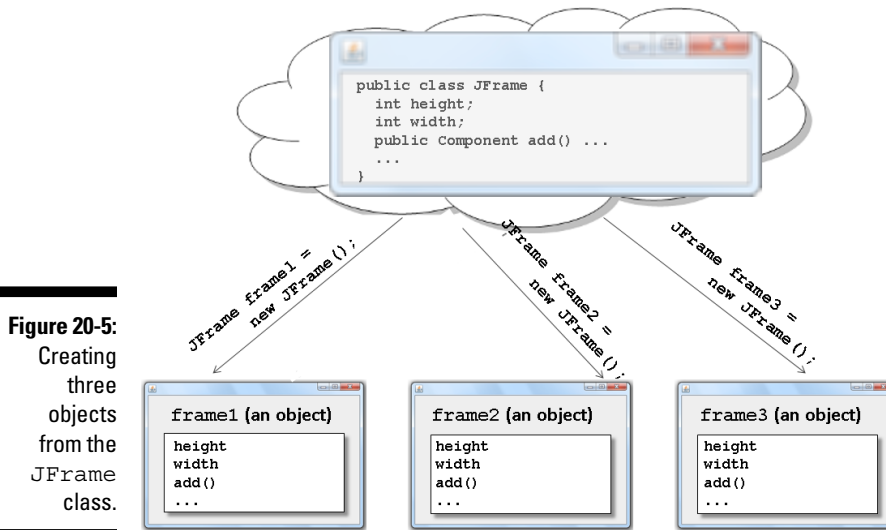 public class JFrame {
int height;
int width;
public Component add() ...
...
}
JFrame frame1 =
new JFrame();
JFrame frame2 =
new JFrame();
JFrame frame3 =
new JFrame();
Figure 20-5:
Creating
three
objects
from the
JFrame
class.
frame1 (an object)
height
width
add()
...
frame2 (an object)
height
width
add()
...
frame3 (an object)
height
width
add()
...